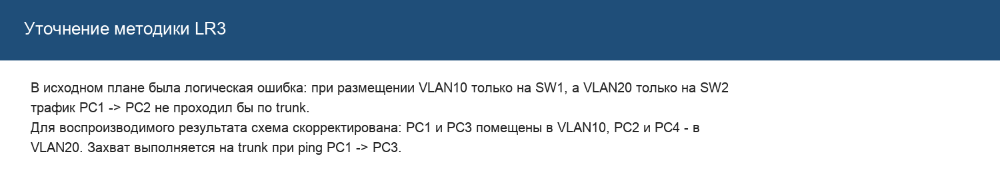 Уточнение методики LR3
В исходном плане была логическая ошибка: при размещении VLAN10 только на SW1, а VLAN20 только на SW2
трафик PC1 -> PC2 не проходил бы по trunk.
Для воспроизводимого результата схема скорректирована: PC1 и PC3 помещены в VLAN10, PC2 и PC4 - в
VLAN20. Захват выполняется на trunk при ping PC1 -> PC3.